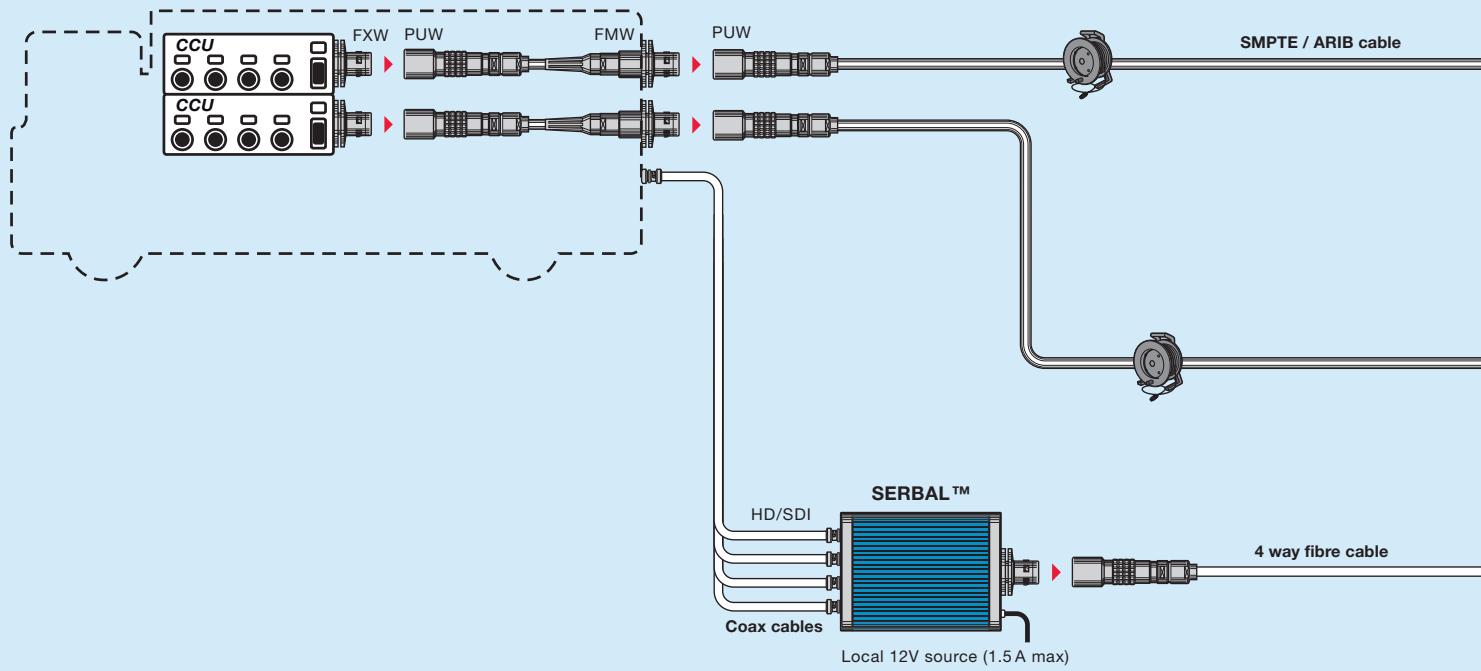 FXW
PUW
FMW
PUW
SMPTE / ARIB cable
CCU
CCU
SERBAL™
HD/SDI
4 way fibre cable
Coax cables
Local 12V source (1.5 A max)